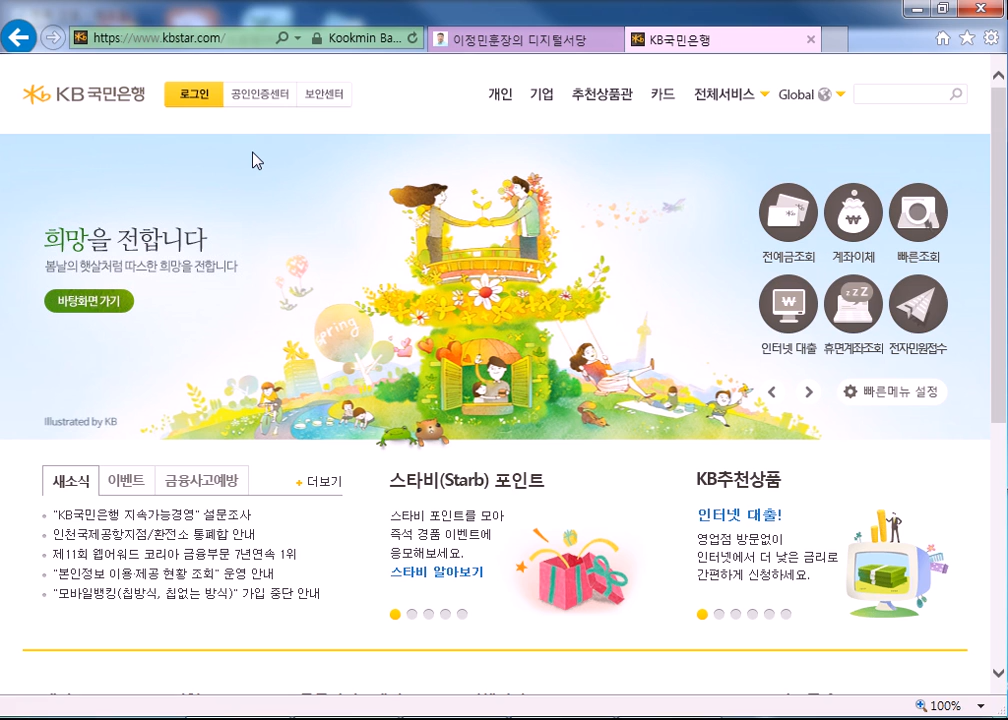 https://www.kbstar.com/
Kookmin Ba...
이정민훈장의 디지털서당
KB국민은행
KB국민은행
로그인
공인인증센터
보안센터
개인
기업
추천상품관
카드
전체서비스
Global
희망을 전합니다
봄날의 햇살처럼 따스한 희망을 전합니다
바탕화면 가기
spring
전예금조회
계좌이체
빠른조회
zzZ
인터넷 대출
휴면계좌조회
전자민원접수
빠른메뉴 설정
Illustrated by KB
새소식
이벤트
금융사고예방
+ 더보기
"KB국민은행 지속가능경영" 설문조사
인천국제공항지점/환전소 통폐합 안내
제11회 웹어워드 코리아 금융부문 7년연속 1위
"본인정보 이용·제공 현황 조회" 운영 안내
"모바일뱅킹(칩방식, 칩없는 방식)" 가입 중단 안내
스타비(Starb) 포인트
스타비 포인트를 모아
즉석 경품 이벤트에
응모해보세요.
스타비 알아보기
KB추천상품
인터넷 대출!
영업점 방문없이
인터넷에서 더 낮은 금리로
간편하게 신청하세요.
100%